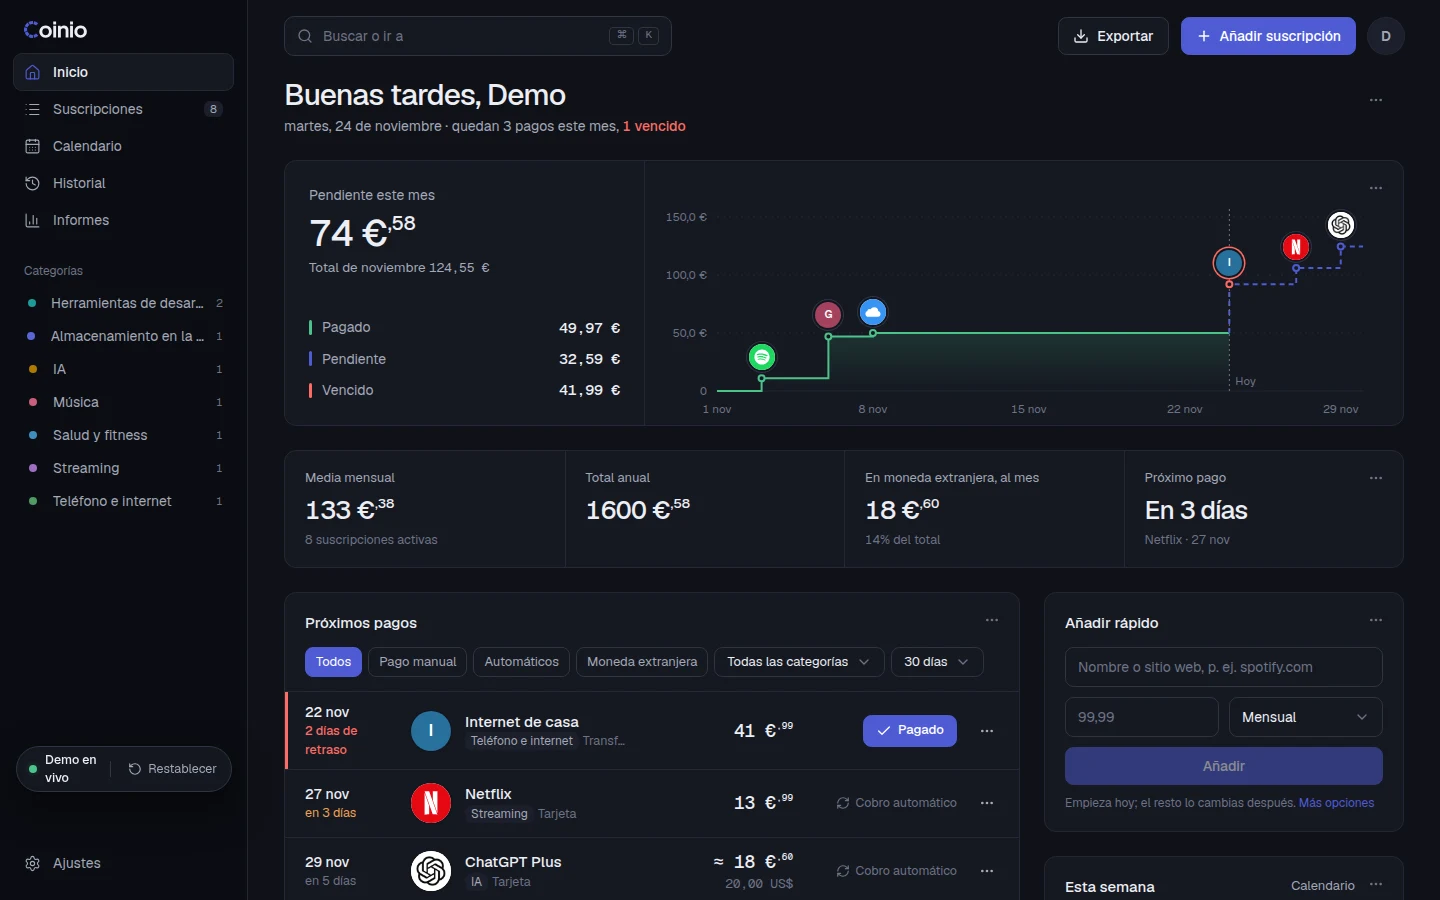 Coinio
Inicio
Suscripciones 8
Calendario
Historial
Informes
Categorías
Herramientas de desar... 2
Almacenamiento en la ... 1
IA 1
Música 1
Salud y fitness 1
Streaming 1
Teléfono e internet 1
Demo en vivo
Restablecer
Ajustes
Buscar o ir a ⌘ K
Exportar
+ Añadir suscripción
D
Buenas tardes, Demo
martes, 24 de noviembre · quedan 3 pagos este mes, 1 vencido
Pendiente este mes
74 €,58
Total de noviembre 124,55 €
Pagado 49,97 €
Pendiente 32,59 €
Vencido 41,99 €
150,0 €
100,0 €
50,0 €
0
G
I
N
Hoy
1 nov 8 nov 15 nov 22 nov 29 nov
Media mensual
133 €,38
8 suscripciones activas
Total anual
1600 €,58
En moneda extranjera, al mes
18 €,60
14% del total
Próximo pago
En 3 días
Netflix · 27 nov
Próximos pagos
Todos Pago manual Automáticos Moneda extranjera Todas las categorías 30 días
22 nov
2 días de
retraso
I
Internet de casa
Teléfono e internet Transf...
41 €,99
Pagado
27 nov
en 3 días
N
Netflix
Streaming Tarjeta
13 €,99
Cobro automático
29 nov
en 5 días
ChatGPT Plus
IA Tarjeta
≈ 18 €,60
20,00 US$
Cobro automático
Añadir rápido
Nombre o sitio web, p. ej. spotify.com
99,99 Mensual
Añadir
Empieza hoy; el resto lo cambias después. Más opciones
Esta semana Calendario